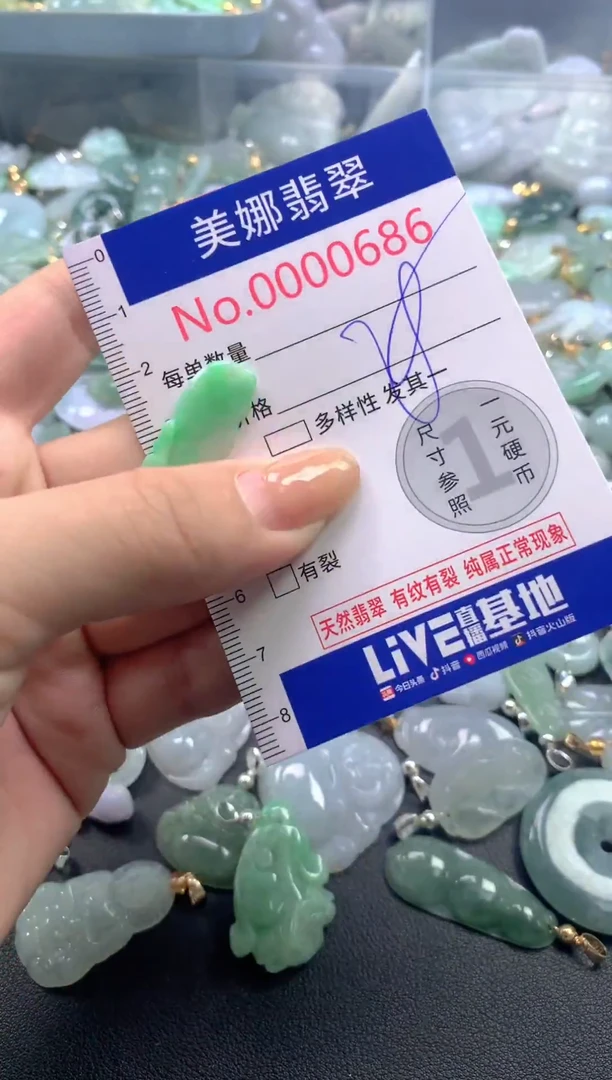 美娜翡翠
No.0000686
0
1
2
每单数量
价格
多样性 发其一
尺寸参照
1
一元硬币
6
有裂
天然翡翠 有纹有裂 纯属正常现象
7
LiVE直播基地
今日头条 抖音 西瓜视频 抖音火山版
8